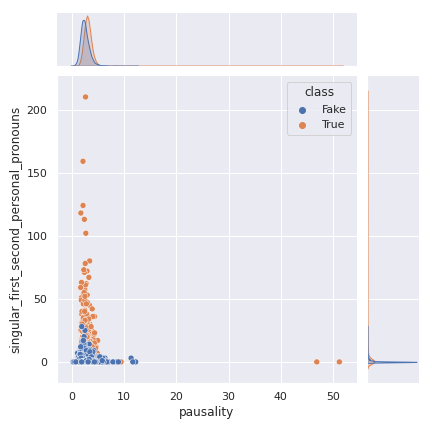 class
Fake
True
200
150
100
50
0
singular_first_second_personal_pronouns
0 10 20 30 40 50
pausality